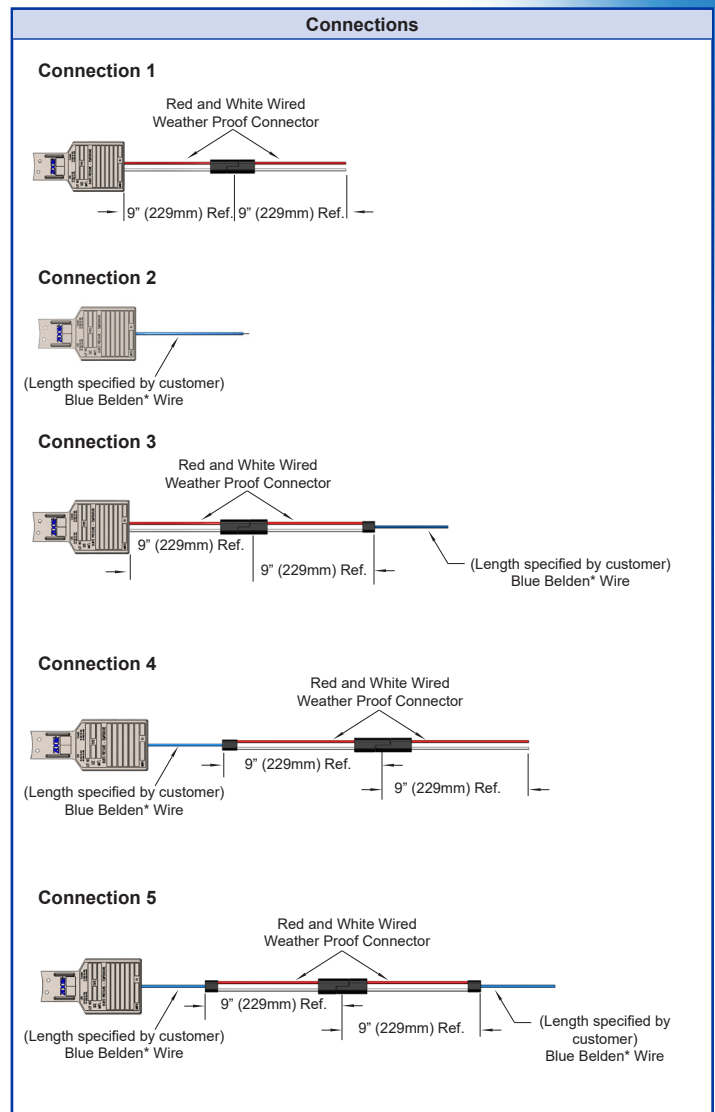 Connections
Connection 1
Red and White Wired
Weather Proof Connector
ZOOK
9” (229mm) Ref.
9” (229mm) Ref.
Connection 2
ZOOK
(Length specified by customer)
Blue Belden* Wire
Connection 3
Red and White Wired
Weather Proof Connector
ZOOK
9” (229mm) Ref.
9” (229mm) Ref.
(Length specified by customer)
Blue Belden* Wire
Connection 4
Red and White Wired
Weather Proof Connector
ZOOK
9” (229mm) Ref.
9” (229mm) Ref.
(Length specified by customer)
Blue Belden* Wire
Connection 5
Red and White Wired
Weather Proof Connector
ZOOK
9” (229mm) Ref.
9” (229mm) Ref.
(Length specified by customer)
Blue Belden* Wire
(Length specified by
customer)
Blue Belden* Wire